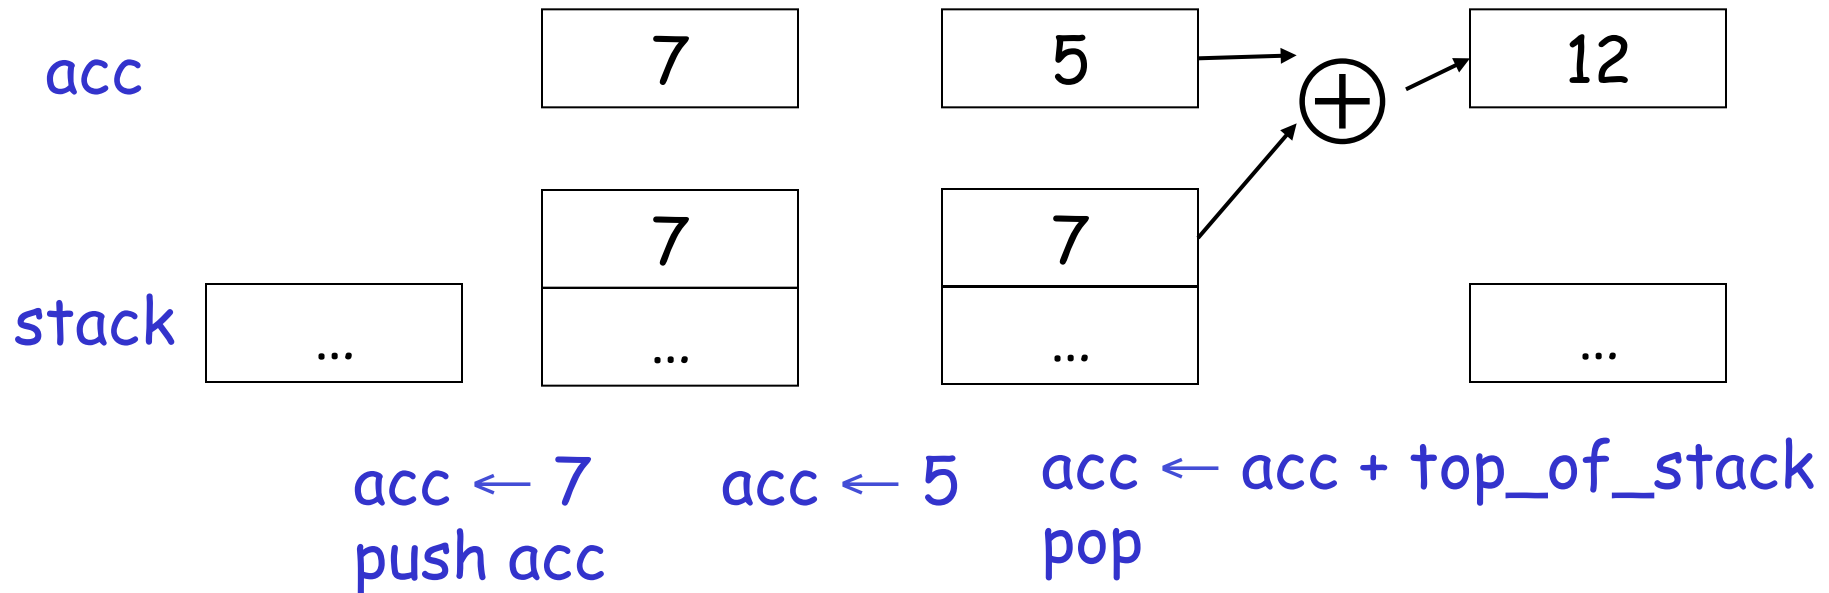 acc 7 5 12
7 7
stack ... ... ... ...
acc ← 7 acc ← 5 acc ← acc + top_of_stack
push acc pop